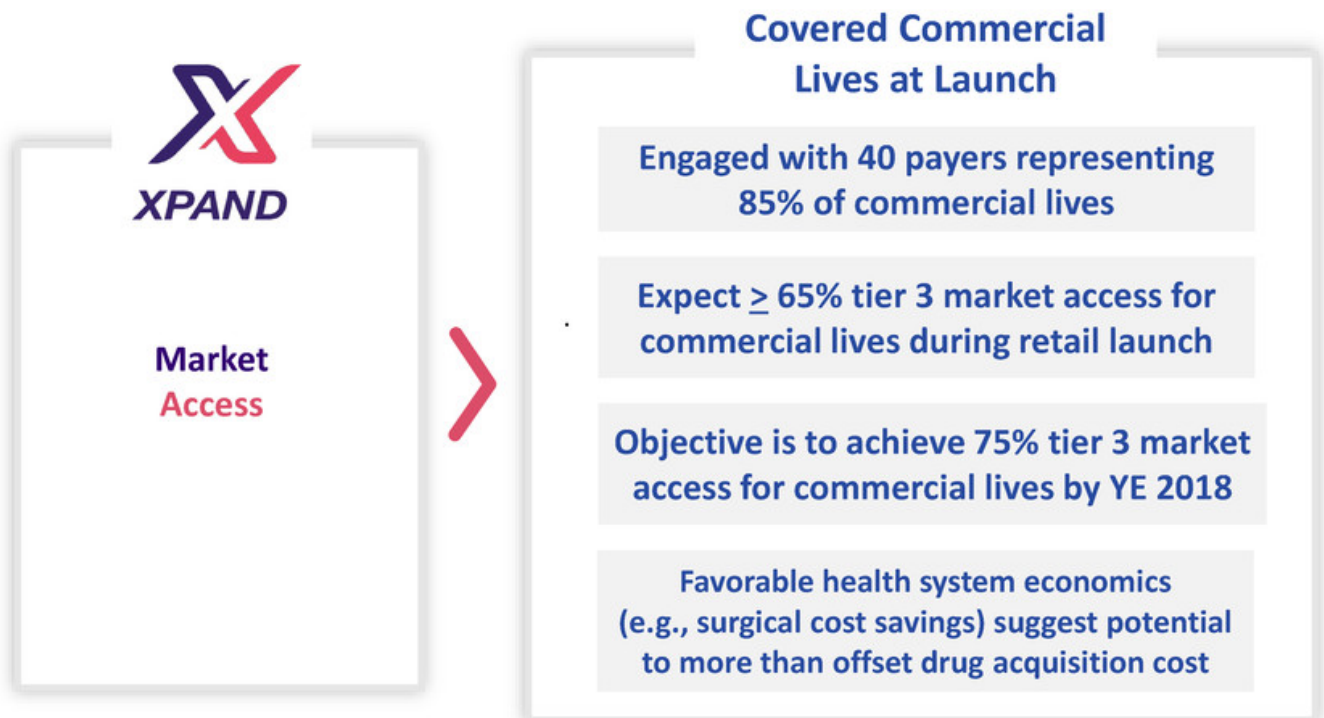 XPAND
Market
Access
Covered Commercial
Lives at Launch
Engaged with 40 payers representing
85% of commercial lives
Expect ≥ 65% tier 3 market access for
commercial lives during retail launch
Objective is to achieve 75% tier 3 market
access for commercial lives by YE 2018
Favorable health system economics
(e.g., surgical cost savings) suggest potential
to more than offset drug acquisition cost